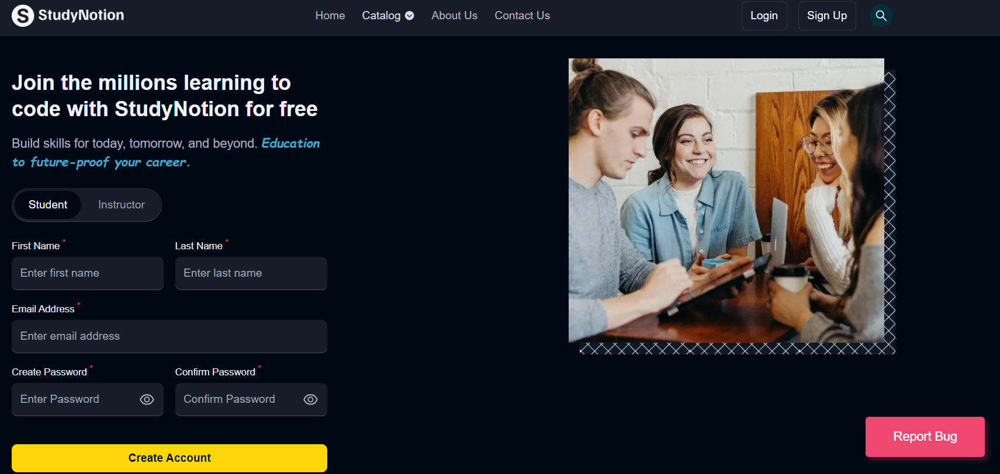 StudyNotion
Home Catalog About Us Contact Us
Login Sign Up
Join the millions learning to
code with StudyNotion for free
Build skills for today, tomorrow, and beyond. Education
to future-proof your career.
Student Instructor
First Name * Last Name *
Enter first name Enter last name
Email Address *
Enter email address
Create Password * Confirm Password *
Enter Password Confirm Password
Create Account
Report Bug